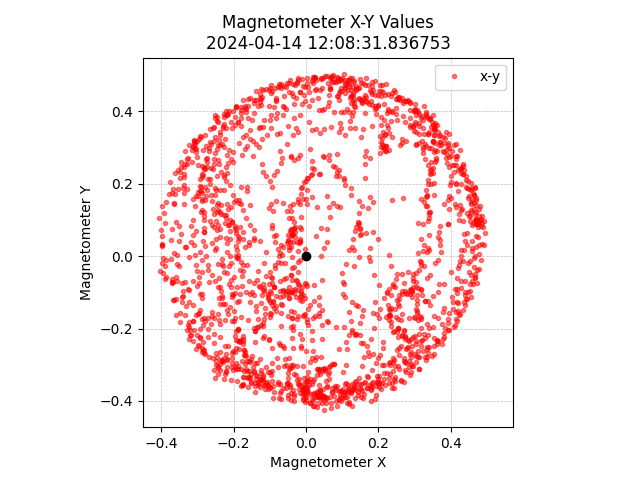 Magnetometer X-Y Values
2024-04-14 12:08:31.836753
x-y
0.4
0.2
0.0
−0.2
−0.4
Magnetometer Y
−0.4
−0.2
0.0
0.2
0.4
Magnetometer X